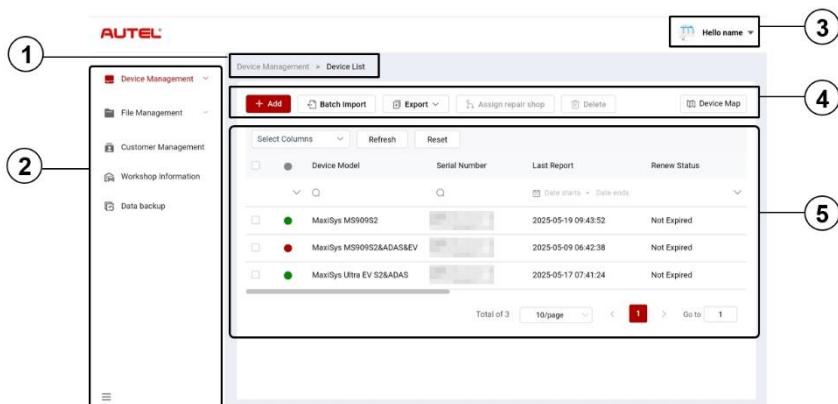 AUTEL
Hello name
3
1
Device Management > Device List
Device Management
+ Add
Batch Import
Export
Assign repair shop
Delete
Device Map
4
File Management
Select Columns
Refresh
Reset
Customer Management
Device Model
Serial Number
Last Report
Renew Status
2
Workshop Information
Date starts - Date ends
Data backup
5
MaxiSys MS909S2
2025-05-19 09:43:52
Not Expired
MaxiSys MS909S2&ADAS&EV
2025-05-09 06:42:38
Not Expired
MaxiSys Ultra EV S2&ADAS
2025-05-17 07:41:24
Not Expired
Total of 3
10/page
< 1 >
Go to 1